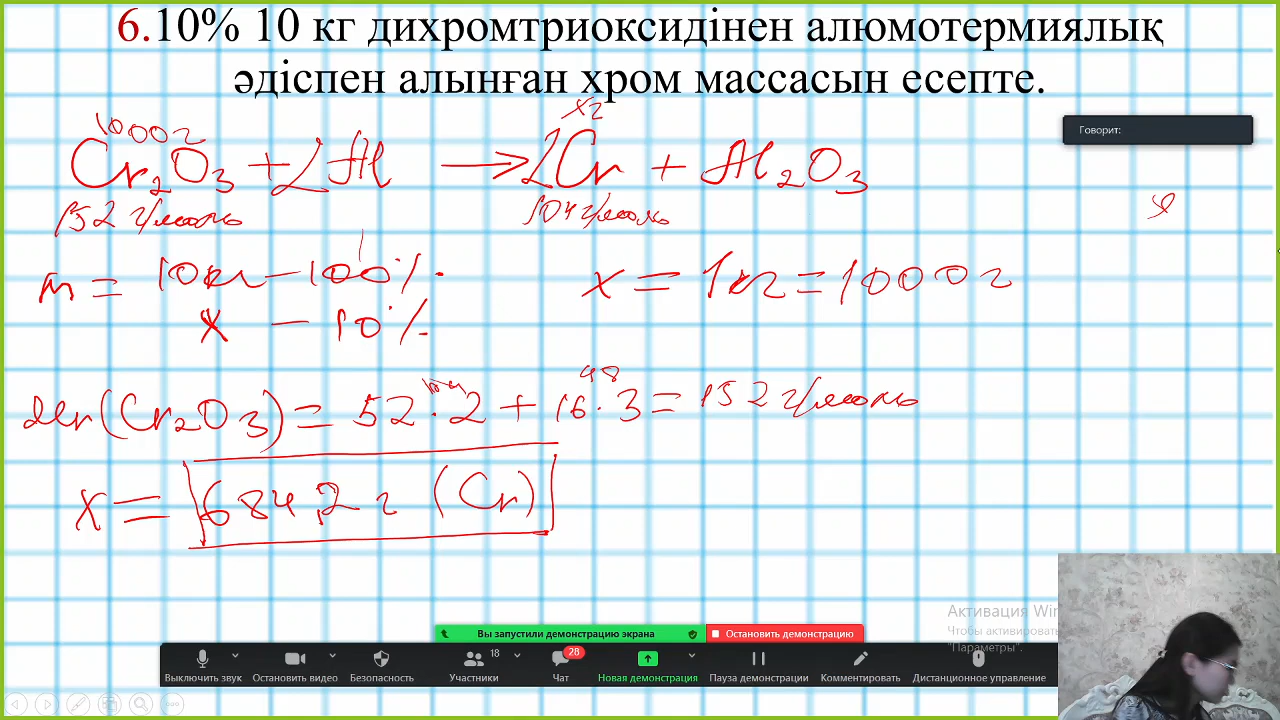 6.10% 10 кг дихромтриоксидінен алюмотермиялық
әдіспен алынған хром массасын есепте.
1000г xг
Cr2O3 + 2Al → 2Cr + Al2O3
152 г/моль 104 г/моль
Говорит:
m = 10кг – 100% x = 1кг = 1000г
x – 10%
104 48
Mr(Cr2O3) = 52·2 + 16·3 = 152 г/моль
x = 684,2 г (Cr)
Активация Win
Чтобы активировать
"Параметры".
Вы запустили демонстрацию экрана Остановить демонстрацию
18 28
Выключить звук Остановить видео Безопасность Участники Чат Новая демонстрация Пауза демонстрации Комментировать Дистанционное управление